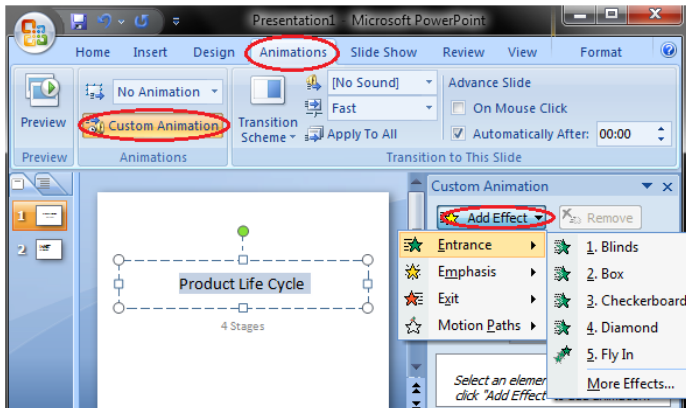 Presentation1 - Microsoft PowerPoint
Home Insert Design Animations Slide Show Review View Format
Preview
No Animation
Custom Animation
Transition Scheme
[No Sound]
Fast
Apply To All
Advance Slide
On Mouse Click
Automatically After: 00:00
Preview Animations Transition to This Slide
Custom Animation
Add Effect Remove
1
2
Product Life Cycle
4 Stages
Entrance
Emphasis
Exit
Motion Paths
1. Blinds
2. Box
3. Checkerboard
4. Diamond
5. Fly In
More Effects...
Select an elemen
click "Add Effect"